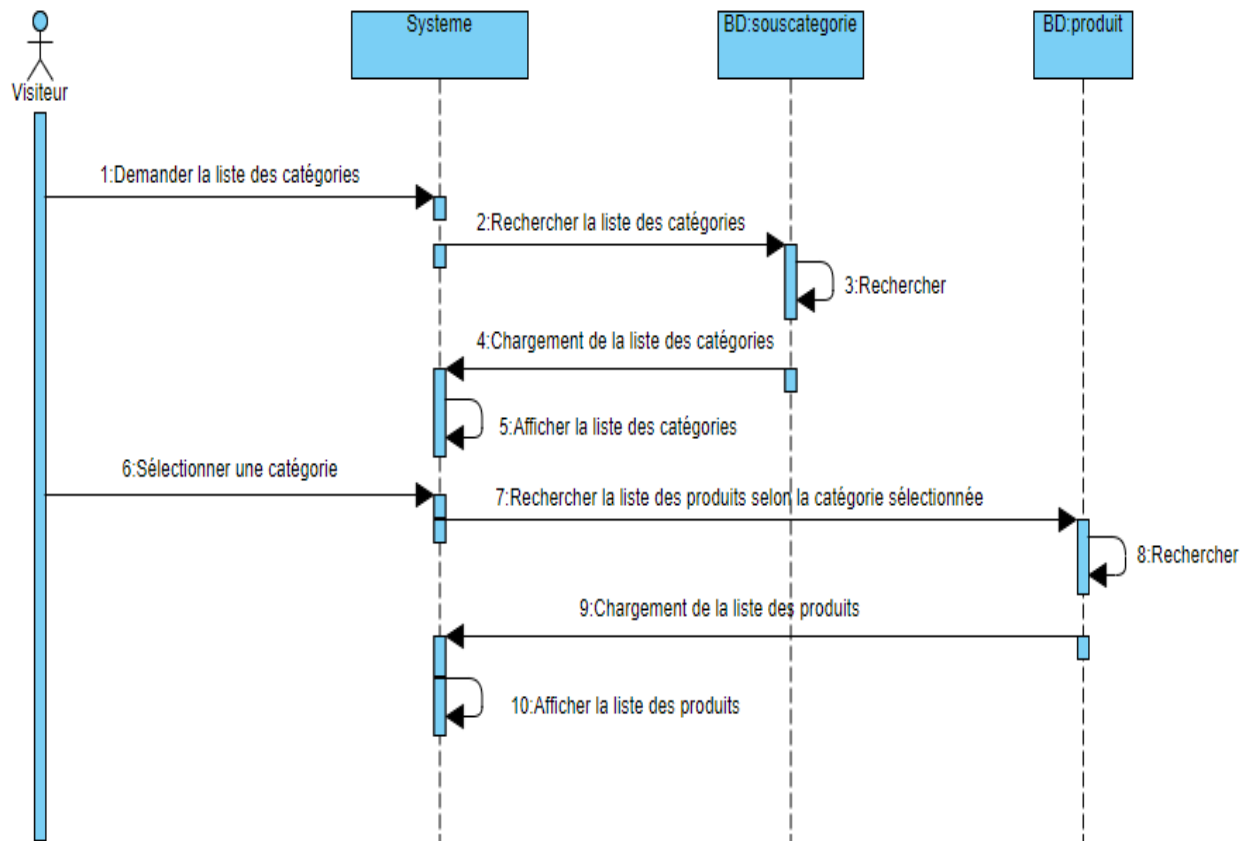 Systeme
BD:souscategorie
BD:produit
Visiteur
1:Demander la liste des catégories
2:Rechercher la liste des catégories
3:Rechercher
4:Chargement de la liste des catégories
5:Afficher la liste des catégories
6:Sélectionner une catégorie
7:Rechercher la liste des produits selon la catégorie sélectionnée
8:Rechercher
9:Chargement de la liste des produits
10:Afficher la liste des produits